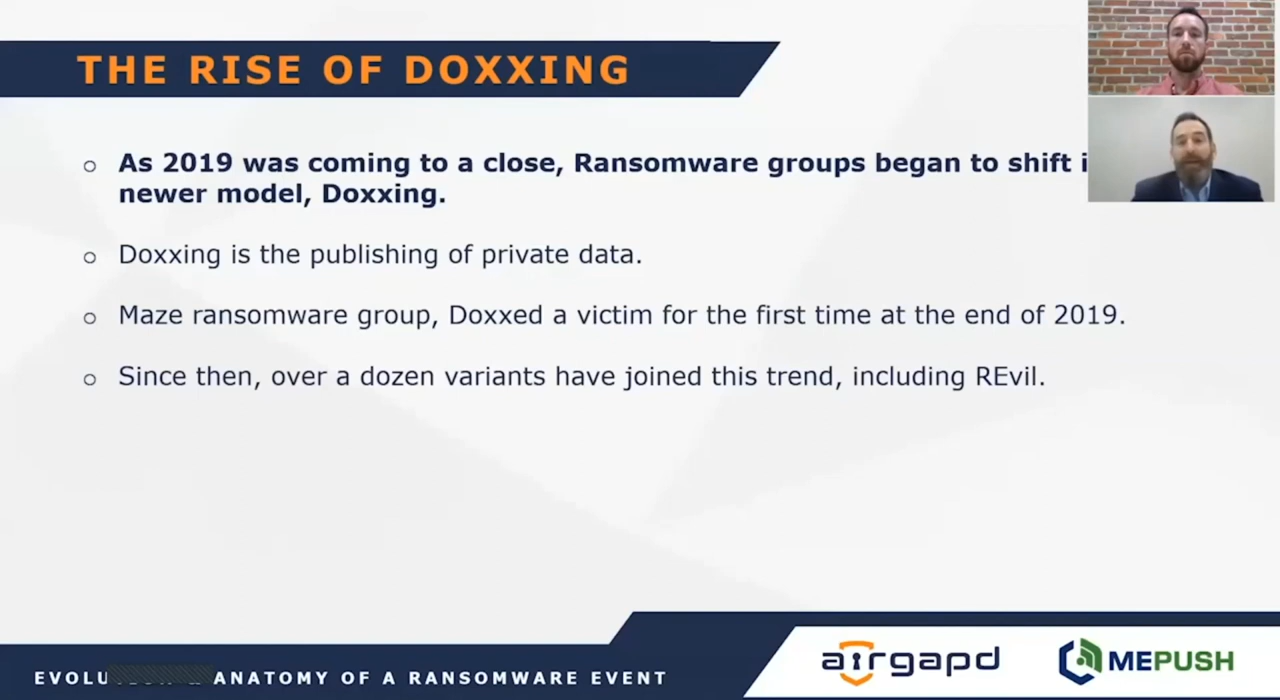 THE RISE OF DOXXING
As 2019 was coming to a close, Ransomware groups began to shift
newer model, Doxxing.
Doxxing is the publishing of private data.
Maze ransomware group, Doxxed a victim for the first time at the end of 2019.
Since then, over a dozen variants have joined this trend, including REvil.
ANATOMY OF A RANSOMWARE EVENT
airgapd
MEPUSH